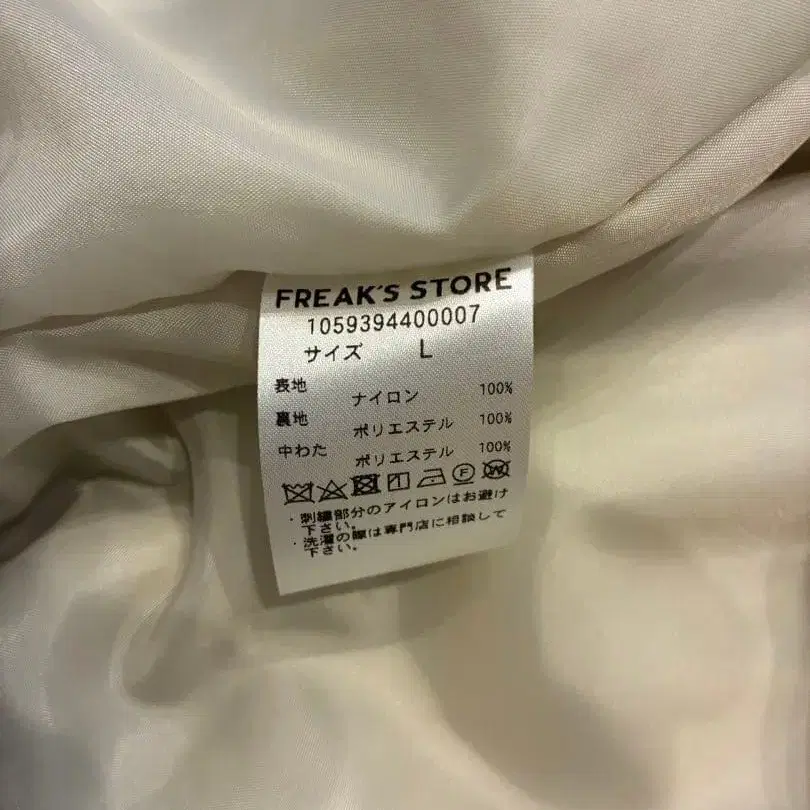 FREAK'S STORE
1059394400007
サイズ L
表地 ナイロン 100%
裏地 ポリエステル 100%
中わた ポリエステル 100%
・刺繍部分のアイロンはお避け
下さい。
・洗濯の際は専門店に相談して
下さい。